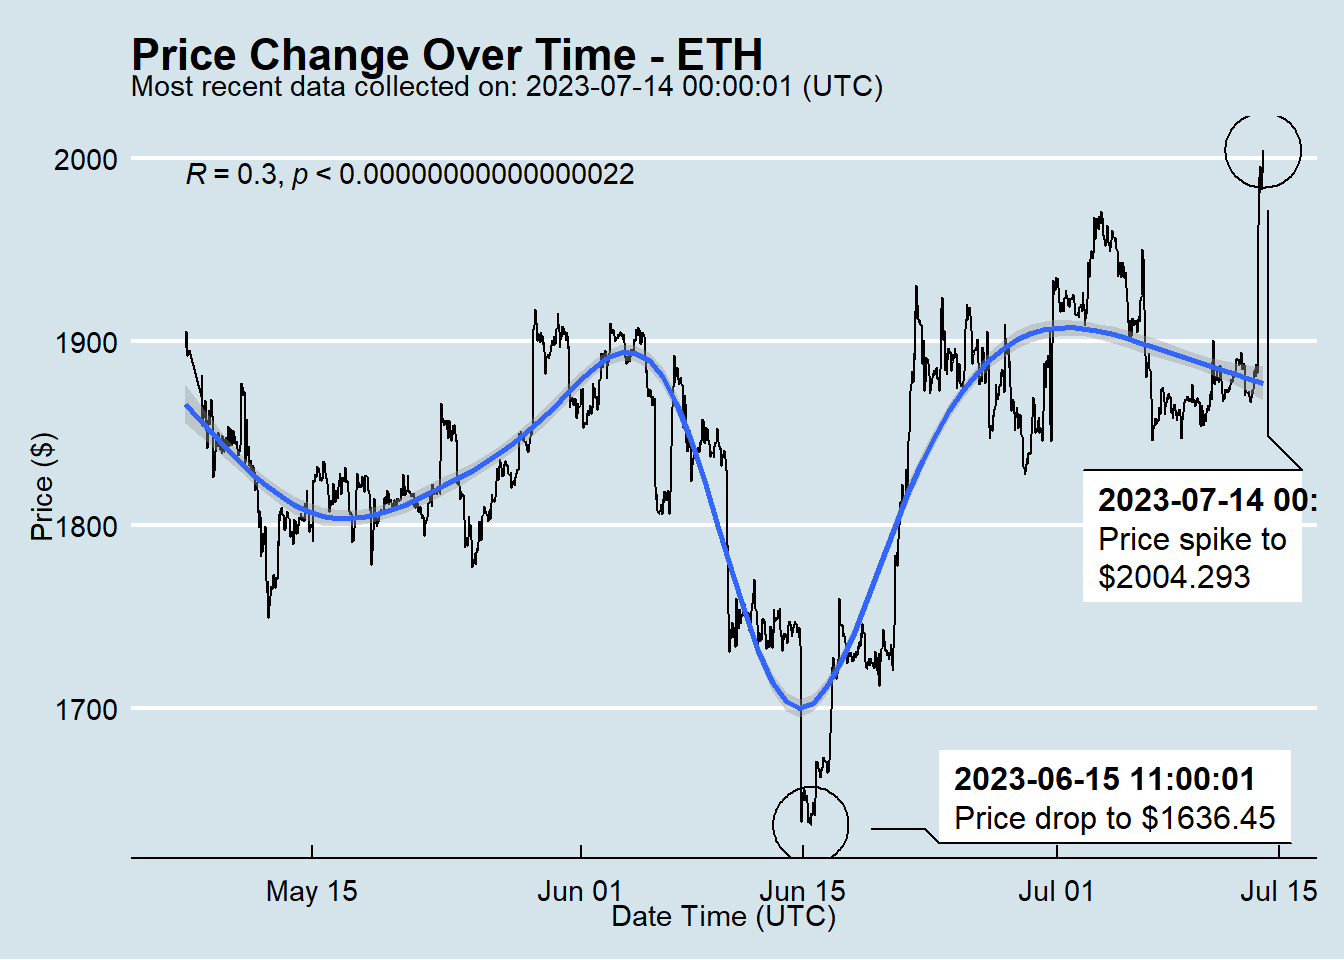 Price Change Over Time - ETH
Most recent data collected on: 2023-07-14 00:00:01 (UTC)
R = 0.3, p < 0.00000000000000022
Price ($)
2000
1900
1800
1700
2023-07-14 00:
Price spike to
$2004.293
2023-06-15 11:00:01
Price drop to $1636.45
May 15
Jun 01
Jun 15
Jul 01
Jul 15
Date Time (UTC)